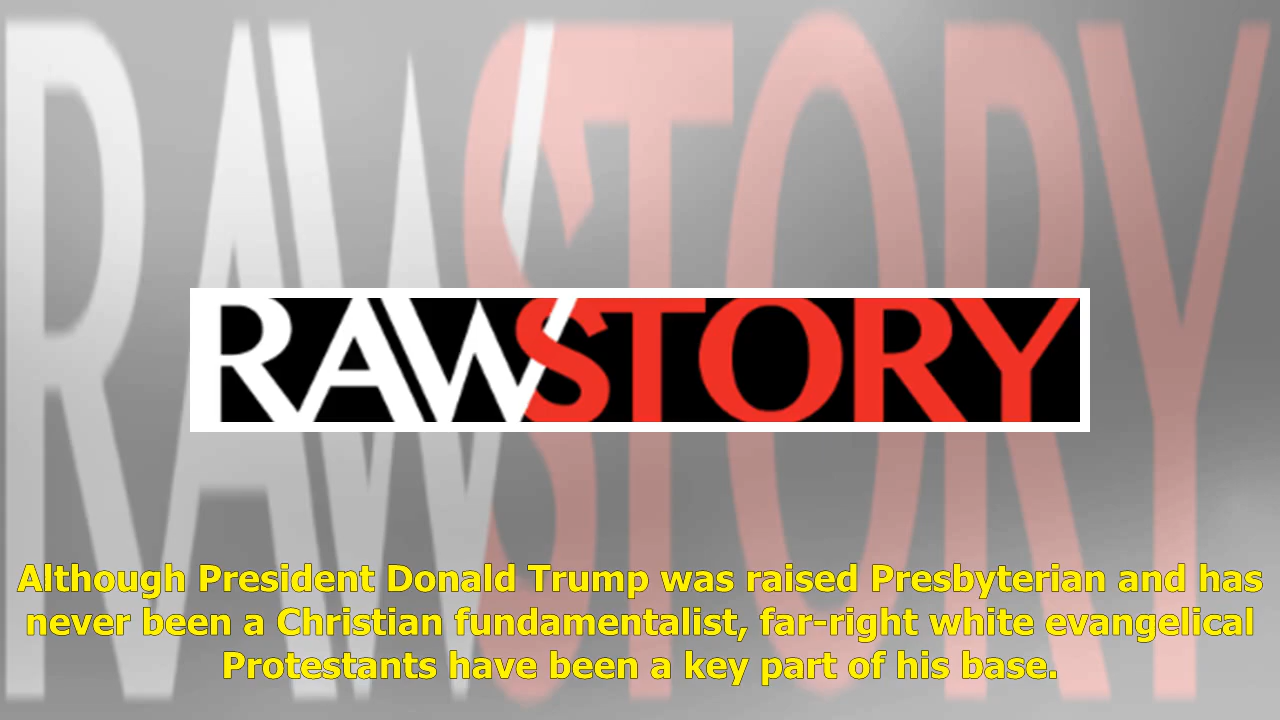 RAWSTORY
RAWSTORY
Although President Donald Trump was raised Presbyterian and has
never been a Christian fundamentalist, far-right white evangelical
Protestants have been a key part of his base.